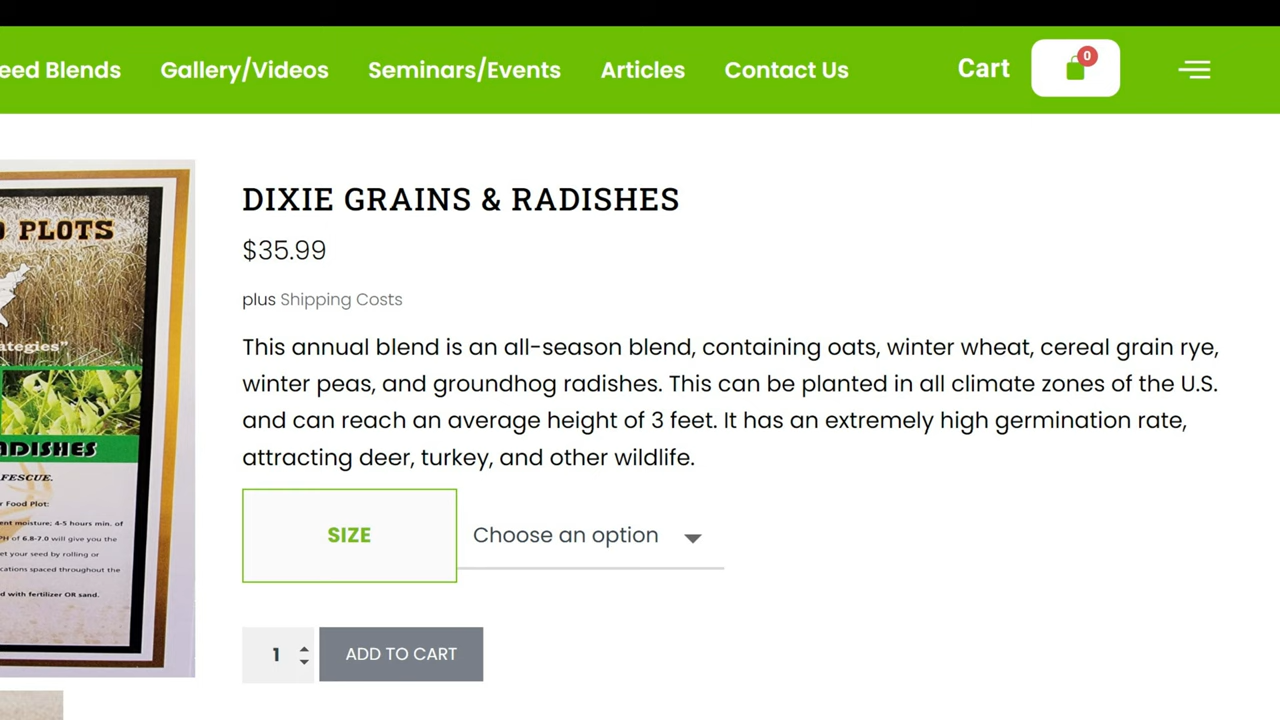 eed Blends Gallery/Videos Seminars/Events Articles Contact Us Cart 0
PLOTS
ategies"
ADISHES
FESCUE.
r Food Plot:
ent moisture; 4-5 hours min. of
PH of 6.8-7.0 will give you the
et your seed by rolling or
cations spaced throughout the
d with fertilizer OR sand.
DIXIE GRAINS & RADISHES
$35.99
plus Shipping Costs
This annual blend is an all-season blend, containing oats, winter wheat, cereal grain rye,
winter peas, and groundhog radishes. This can be planted in all climate zones of the U.S.
and can reach an average height of 3 feet. It has an extremely high germination rate,
attracting deer, turkey, and other wildlife.
SIZE Choose an option
1 ADD TO CART